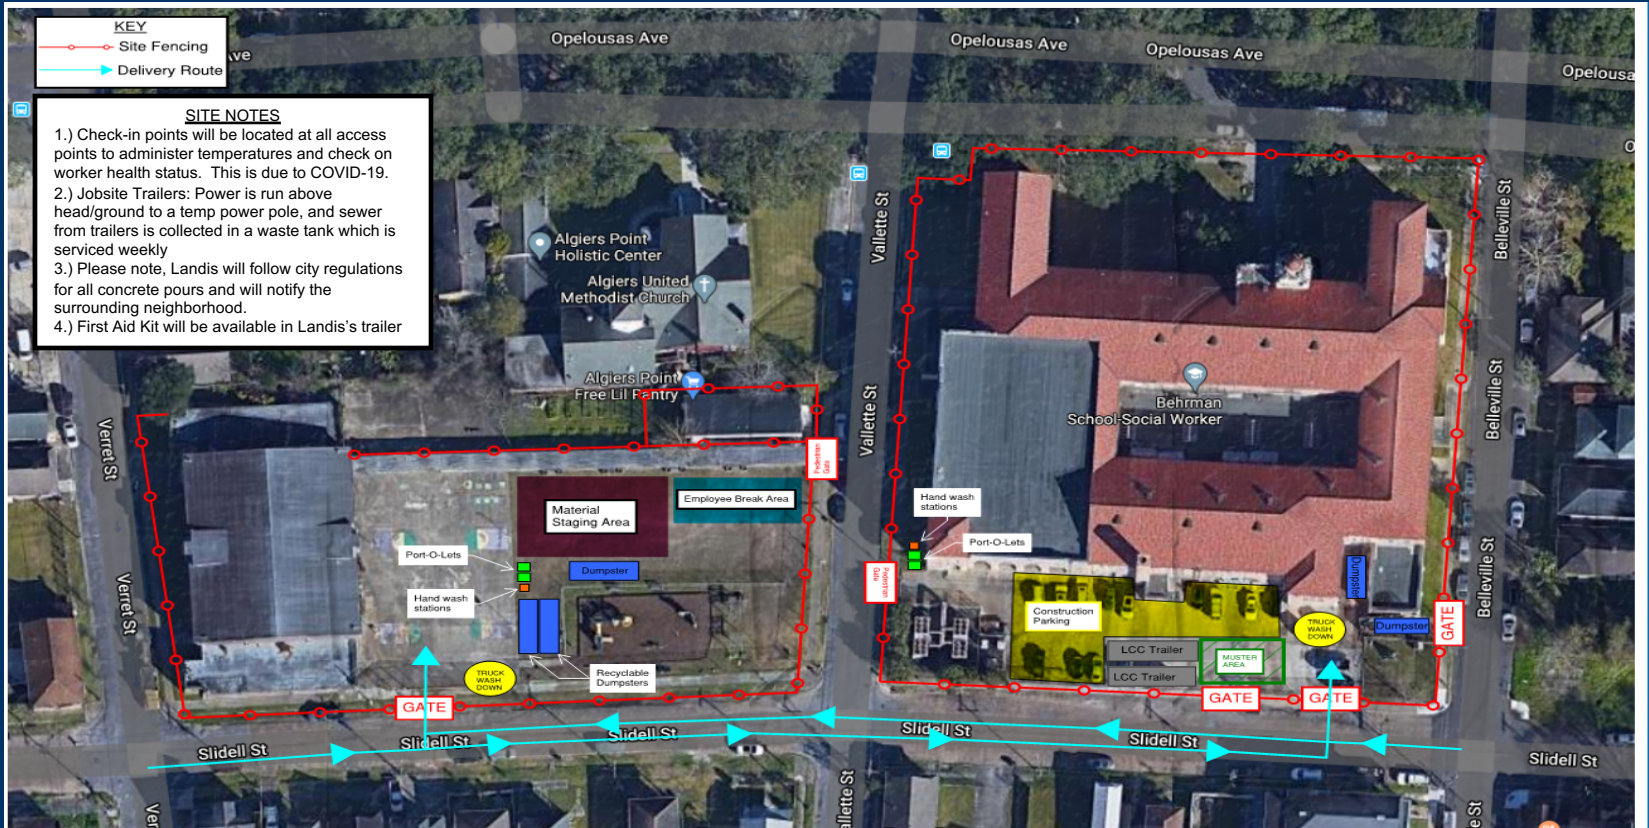 KEY
Site Fencing
Delivery Route
Ave
Opelousas Ave
Opelousas Ave
Opelousas Ave
Opelousa
O
SITE NOTES
1.) Check-in points will be located at all access
points to administer temperatures and check on
worker health status.  This is due to COVID-19.
2.) Jobsite Trailers: Power is run above
head/ground to a temp power pole, and sewer
from trailers is collected in a waste tank which is
serviced weekly
3.) Please note, Landis will follow city regulations
for all concrete pours and will notify the
surrounding neighborhood.
4.) First Aid Kit will be available in Landis's trailer
Algiers Point
Holistic Center
Algiers United
Methodist Church
Algiers Point
Free Lil Pantry
Vallette St
Vallette St
Belleville St
Belleville St
Belleville St
Behrman
School-Social Worker
Verret St
Verret St
Pedestrian
Gate
Material
Staging Area
Employee Break Area
Port-O-Lets
Dumpster
Hand wash
stations
Recyclable
Dumpsters
TRUCK
WASH
DOWN
GATE
Hand wash
stations
Port-O-Lets
Pedestrian
Gate
Construction
Parking
LCC Trailer
LCC Trailer
MUSTER
AREA
TRUCK
WASH
DOWN
Dumpster
Dumpster
GATE
GATE
GATE
Slidell St
Slidell St
Slidell St
Slidell St
Slidell St
Slidell St
Verr
allette St
e St